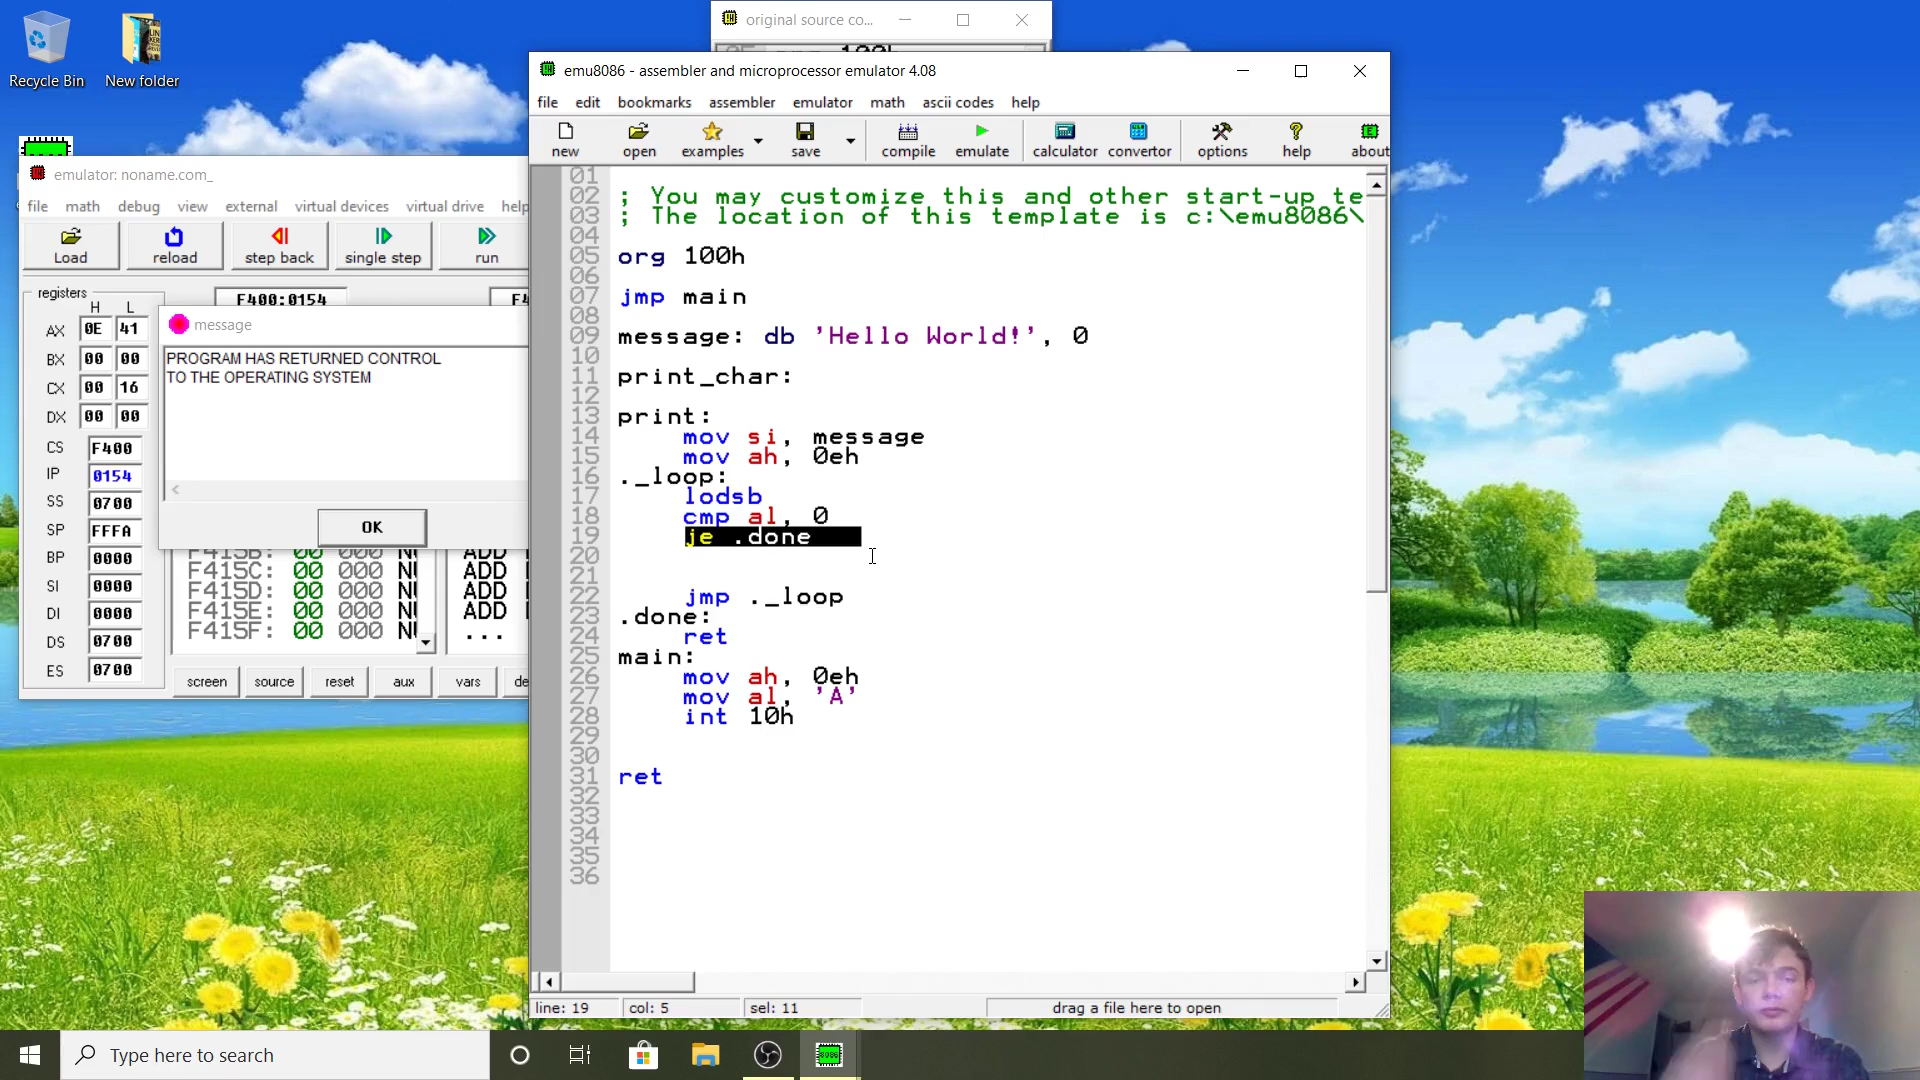 Recycle Bin
New folder
original source co...
emu8086 - assembler and microprocessor emulator 4.08
file edit bookmarks assembler emulator math ascii codes help
new open examples save compile emulate calculator convertor options help about
01
02 ; You may customize this and other start-up te
03 ; The location of this template is c:\emu8086\
04
05 org 100h
06
07 jmp main
08
09 message: db 'Hello World!', 0
10
11 print_char:
12
13 print:
14 mov si, message
15 mov ah, 0eh
16 ._loop:
17 lodsb
18 cmp al, 0
19 je .done
20
21
22 jmp ._loop
23 .done:
24 ret
25 main:
26 mov ah, 0eh
27 mov al, 'A'
28 int 10h
29
30
31 ret
32
33
34
35
36
line: 19 col: 5 sel: 11 drag a file here to open
emulator: noname.com_
file math debug view external virtual devices virtual drive help
Load reload step back single step run
registers F400:0154 F4
H L
AX 0E 41
BX 00 00
CX 00 16
DX 00 00
CS F400
IP 0154
SS 0700
SP FFFA
BP 0000
SI 0000
DI 0000
DS 0700
ES 0700
message
PROGRAM HAS RETURNED CONTROL
TO THE OPERATING SYSTEM
OK
F415B: 00 000 ADD
F415C: 00 000 ADD
F415D: 00 000 ADD
F415E: 00 000 ADD
F415F: 00 000 ...
screen source reset aux vars de
Type here to search